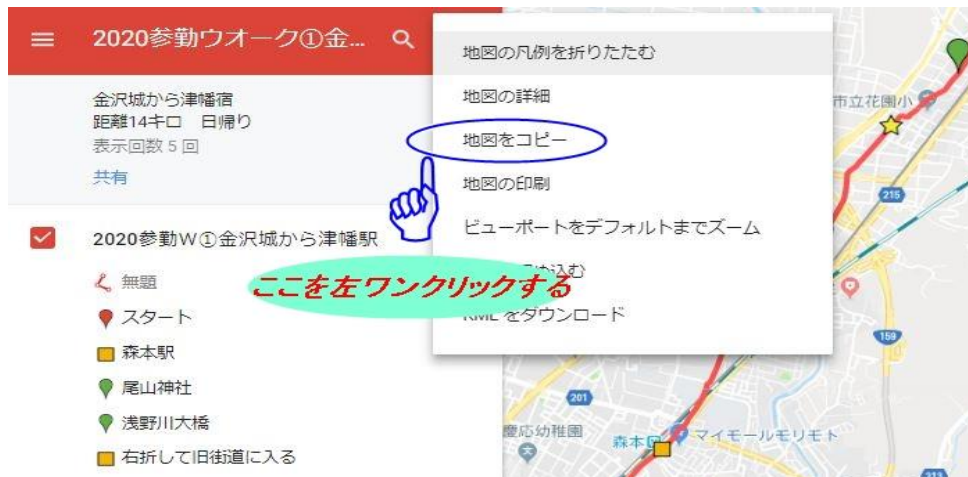 2020参勤ウオーク①金...
金沢城から津幡宿
距離14キロ 日帰り
表示回数 5 回
共有
2020参勤W①金沢城から津幡駅
無題
スタート
森本駅
尾山神社
浅野川大橋
右折して旧街道に入る
地図の凡例を折りたたむ
地図の詳細
地図をコピー
地図の印刷
ビューポートをデフォルトまでズーム
め込む
KML をダウンロード
ここを左ワンクリックする
市立花園小
215
159
201
慶応幼稚園
森本
マイモールモリモト